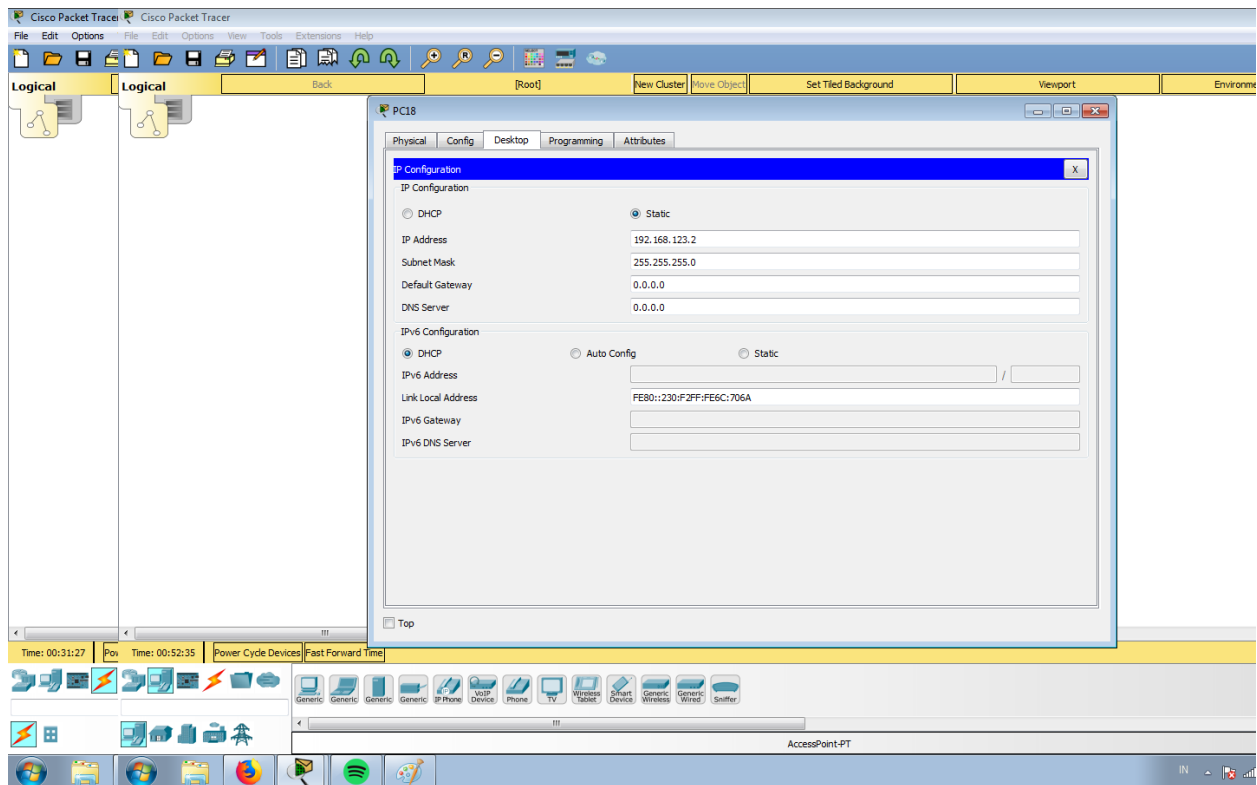 Cisco Packet Tracer Cisco Packet Tracer
File Edit Options File Edit Options View Tools Extensions Help
Logical Logical Back [Root] New Cluster Move Object Set Tiled Background Viewport Environme
PC18
Physical Config Desktop Programming Attributes
IP Configuration X
IP Configuration
DHCP Static
IP Address 192.168.123.2
Subnet Mask 255.255.255.0
Default Gateway 0.0.0.0
DNS Server 0.0.0.0
IPv6 Configuration
DHCP Auto Config Static
IPv6 Address /
Link Local Address FE80::230:F2FF:FE6C:706A
IPv6 Gateway
IPv6 DNS Server
Top
Time: 00:31:27 Pov Time: 00:52:35 Power Cycle Devices Fast Forward Time
Generic Generic Generic Generic IP Phone VoIP Device Phone TV Wireless Tablet Smart Device Generic Wireless Generic Wired Sniffer
AccessPoint-PT
IN